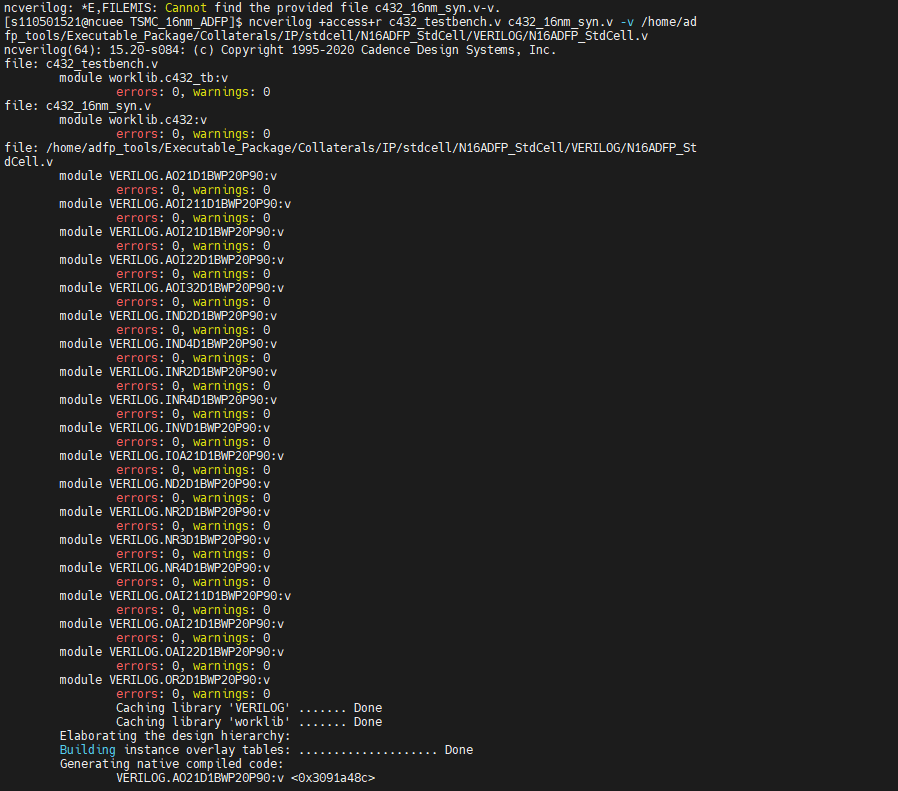 ncverilog: *E,FILEMIS: Cannot find the provided file c432_16nm_syn.v-v.
[s110501521@ncuee TSMC_16nm_ADFP]$ ncverilog +access+r c432_testbench.v c432_16nm_syn.v -v /home/ad
fp_tools/Executable_Package/Collaterals/IP/stdcell/N16ADFP_StdCell/VERILOG/N16ADFP_StdCell.v
ncverilog(64): 15.20-s084: (c) Copyright 1995-2020 Cadence Design Systems, Inc.
file: c432_testbench.v
module worklib.c432_tb:v
errors: 0, warnings: 0
file: c432_16nm_syn.v
module worklib.c432:v
errors: 0, warnings: 0
file: /home/adfp_tools/Executable_Package/Collaterals/IP/stdcell/N16ADFP_StdCell/VERILOG/N16ADFP_St
dCell.v
module VERILOG.AO21D1BWP20P90:v
errors: 0, warnings: 0
module VERILOG.AOI211D1BWP20P90:v
errors: 0, warnings: 0
module VERILOG.AOI21D1BWP20P90:v
errors: 0, warnings: 0
module VERILOG.AOI22D1BWP20P90:v
errors: 0, warnings: 0
module VERILOG.AOI32D1BWP20P90:v
errors: 0, warnings: 0
module VERILOG.IND2D1BWP20P90:v
errors: 0, warnings: 0
module VERILOG.IND4D1BWP20P90:v
errors: 0, warnings: 0
module VERILOG.INR2D1BWP20P90:v
errors: 0, warnings: 0
module VERILOG.INR4D1BWP20P90:v
errors: 0, warnings: 0
module VERILOG.INVD1BWP20P90:v
errors: 0, warnings: 0
module VERILOG.IOA21D1BWP20P90:v
errors: 0, warnings: 0
module VERILOG.ND2D1BWP20P90:v
errors: 0, warnings: 0
module VERILOG.NR2D1BWP20P90:v
errors: 0, warnings: 0
module VERILOG.NR3D1BWP20P90:v
errors: 0, warnings: 0
module VERILOG.NR4D1BWP20P90:v
errors: 0, warnings: 0
module VERILOG.OAI211D1BWP20P90:v
errors: 0, warnings: 0
module VERILOG.OAI21D1BWP20P90:v
errors: 0, warnings: 0
module VERILOG.OAI22D1BWP20P90:v
errors: 0, warnings: 0
module VERILOG.OR2D1BWP20P90:v
errors: 0, warnings: 0
Caching library 'VERILOG' ....... Done
Caching library 'worklib' ....... Done
Elaborating the design hierarchy:
Building instance overlay tables: .................... Done
Generating native compiled code:
VERILOG.AO21D1BWP20P90:v <0x3091a48c>